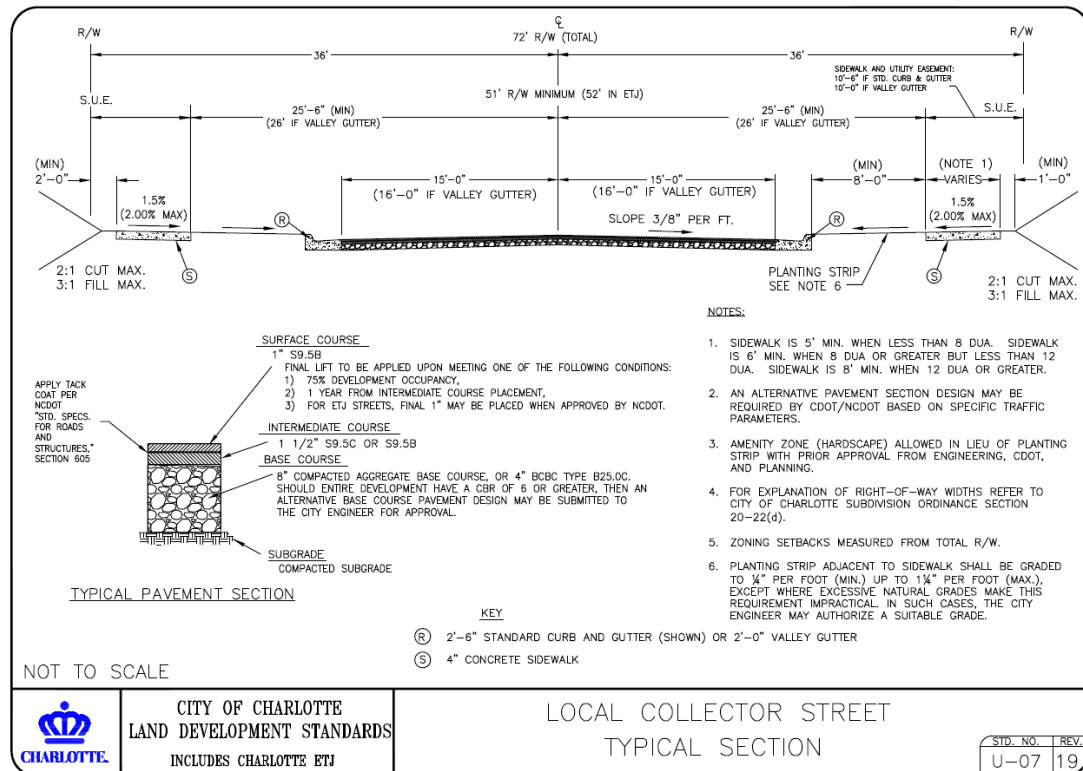 ℄
R/W
72' R/W (TOTAL)
R/W
36'
36'
SIDEWALK AND UTILITY EASEMENT:
10'-6" IF STD. CURB & GUTTER
10'-0" IF VALLEY GUTTER
51' R/W MINIMUM (52' IN ETJ)
S.U.E.
S.U.E.
25'-6" (MIN)
(26' IF VALLEY GUTTER)
25'-6" (MIN)
(26' IF VALLEY GUTTER)
(MIN)
2'-0"
15'-0"
(16'-0" IF VALLEY GUTTER)
15'-0"
(16'-0" IF VALLEY GUTTER)
(MIN)
8'-0"
(NOTE 1)
VARIES
(MIN)
1'-0"
1.5%
(2.00% MAX)
SLOPE 3/8" PER FT.
1.5%
(2.00% MAX)
R
R
S
S
2:1 CUT MAX.
3:1 FILL MAX.
PLANTING STRIP
SEE NOTE 6
2:1 CUT MAX.
3:1 FILL MAX.
SURFACE COURSE
1" S9.5B
FINAL LIFT TO BE APPLIED UPON MEETING ONE OF THE FOLLOWING CONDITIONS:
1) 75% DEVELOPMENT OCCUPANCY,
2) 1 YEAR FROM INTERMEDIATE COURSE PLACEMENT,
3) FOR ETJ STREETS, FINAL 1" MAY BE PLACED WHEN APPROVED BY NCDOT.
APPLY TACK
COAT PER
NCDOT
"STD. SPECS.
FOR ROADS
AND
STRUCTURES,"
SECTION 605
INTERMEDIATE COURSE
1 1/2" S9.5C OR S9.5B
BASE COURSE
8" COMPACTED AGGREGATE BASE COURSE, OR 4" BCBC TYPE B25.0C.
SHOULD ENTIRE DEVELOPMENT HAVE A CBR OF 6 OR GREATER, THEN AN
ALTERNATIVE BASE COURSE PAVEMENT DESIGN MAY BE SUBMITTED TO
THE CITY ENGINEER FOR APPROVAL.
SUBGRADE
COMPACTED SUBGRADE
TYPICAL PAVEMENT SECTION
NOTES:
1. SIDEWALK IS 5' MIN. WHEN LESS THAN 8 DUA. SIDEWALK
IS 6' MIN. WHEN 8 DUA OR GREATER BUT LESS THAN 12
DUA. SIDEWALK IS 8' MIN. WHEN 12 DUA OR GREATER.
2. AN ALTERNATIVE PAVEMENT SECTION DESIGN MAY BE
REQUIRED BY CDOT/NCDOT BASED ON SPECIFIC TRAFFIC
PARAMETERS.
3. AMENITY ZONE (HARDSCAPE) ALLOWED IN LIEU OF PLANTING
STRIP WITH PRIOR APPROVAL FROM ENGINEERING, CDOT,
AND PLANNING.
4. FOR EXPLANATION OF RIGHT-OF-WAY WIDTHS REFER TO
CITY OF CHARLOTTE SUBDIVISION ORDINANCE SECTION
20-22(d).
5. ZONING SETBACKS MEASURED FROM TOTAL R/W.
6. PLANTING STRIP ADJACENT TO SIDEWALK SHALL BE GRADED
TO ¼" PER FOOT (MIN.) UP TO 1¼" PER FOOT (MAX.),
EXCEPT WHERE EXCESSIVE NATURAL GRADES MAKE THIS
REQUIREMENT IMPRACTICAL. IN SUCH CASES, THE CITY
ENGINEER MAY AUTHORIZE A SUITABLE GRADE.
KEY
R 2'-6" STANDARD CURB AND GUTTER (SHOWN) OR 2'-0" VALLEY GUTTER
S 4" CONCRETE SIDEWALK
NOT TO SCALE
CHARLOTTE.
CITY OF CHARLOTTE
LAND DEVELOPMENT STANDARDS
INCLUDES CHARLOTTE ETJ
LOCAL COLLECTOR STREET
TYPICAL SECTION
STD. NO. REV.
U-07 19